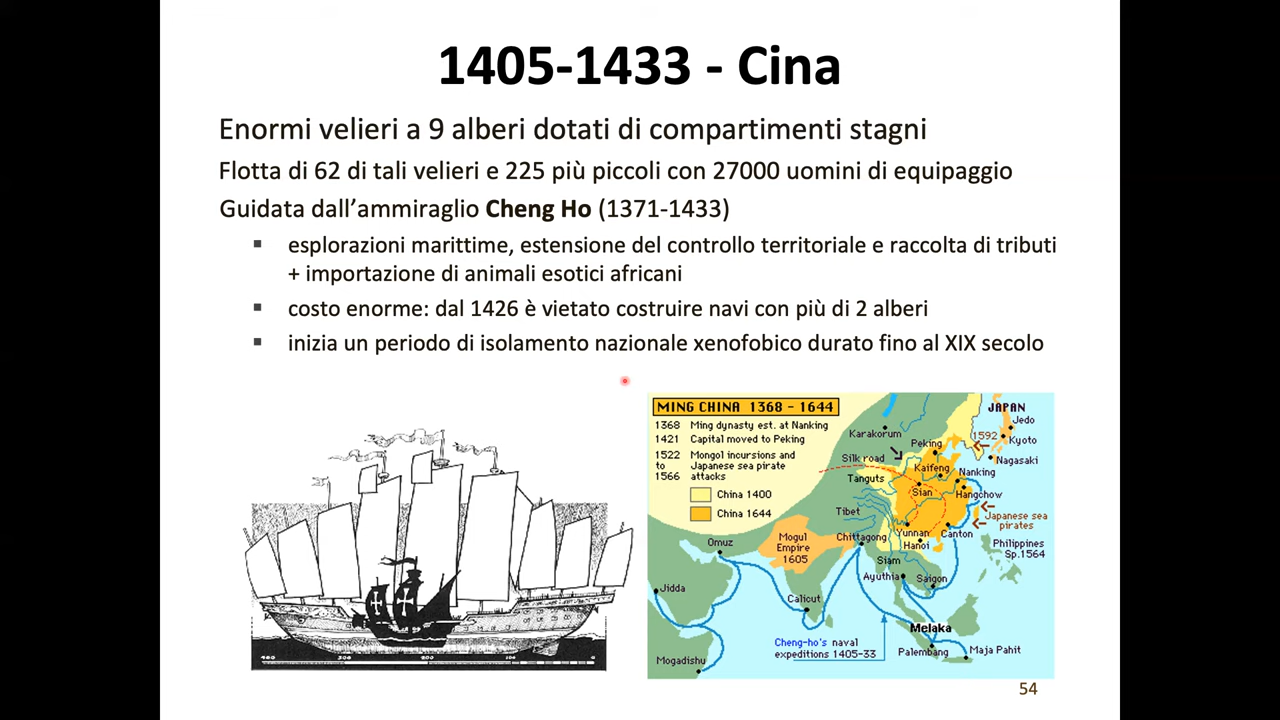 1405-1433 - Cina
Enormi velieri a 9 alberi dotati di compartimenti stagni
Flotta di 62 di tali velieri e 225 più piccoli con 27000 uomini di equipaggio
Guidata dall’ammiraglio Cheng Ho (1371-1433)
▪ esplorazioni marittime, estensione del controllo territoriale e raccolta di tributi
+ importazione di animali esotici africani
▪ costo enorme: dal 1426 è vietato costruire navi con più di 2 alberi
▪ inizia un periodo di isolamento nazionale xenofobico durato fino al XIX secolo
MING CHINA 1368 - 1644
1368 Ming dynasty est. at Nanking
1421 Capital moved to Peking
1522 Mongol incursions and
to Japanese sea pirate
1566 attacks
China 1400
China 1644
JAPAN
Jedo
Karakorum
1592
Kyoto
Peking
Silk road
Nagasaki
Kaifeng
Nanking
Tanguts
Sian
Hangchow
Tibet
Japanese sea
pirates
Yunnan
Canton
Omuz
Mogul
Empire
1605
Chittagong
Hanoi
Philippines
Sp.1564
Siam
Ayuthia
Saigon
Jidda
Calicut
Melaka
Cheng-ho's naval
expeditions 1405-33
Palembang
Maja Pahit
Mogadishu
400
200
100
0
54